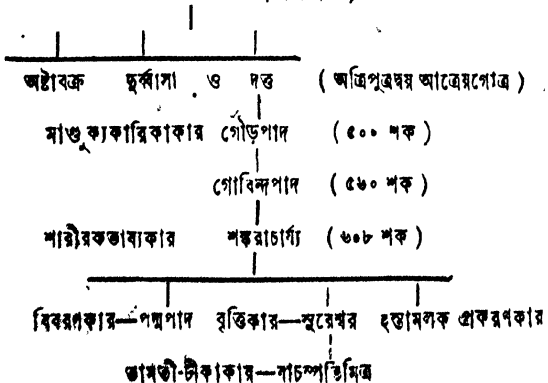 অষ্টাবক্র দুর্ব্বাসা ও দত্ত ( অত্রিপুত্রদ্বয় আত্রেয়গোত্র )
মাণ্ডুক্যকারিকাকার গৌড়পাদ ( ৫০০ শক )
গোবিন্দপাদ ( ৫৬০ শক )
শারীরকভাষ্যকার শঙ্করাচার্য্য ( ৬০৮ শক )
বিবরণকার—পদ্মপাদ বৃত্তিকার—সুরেশ্বর হস্তামলক প্রকরণকার
ভামতী-টীকাকার—বাচস্পতিমিশ্র